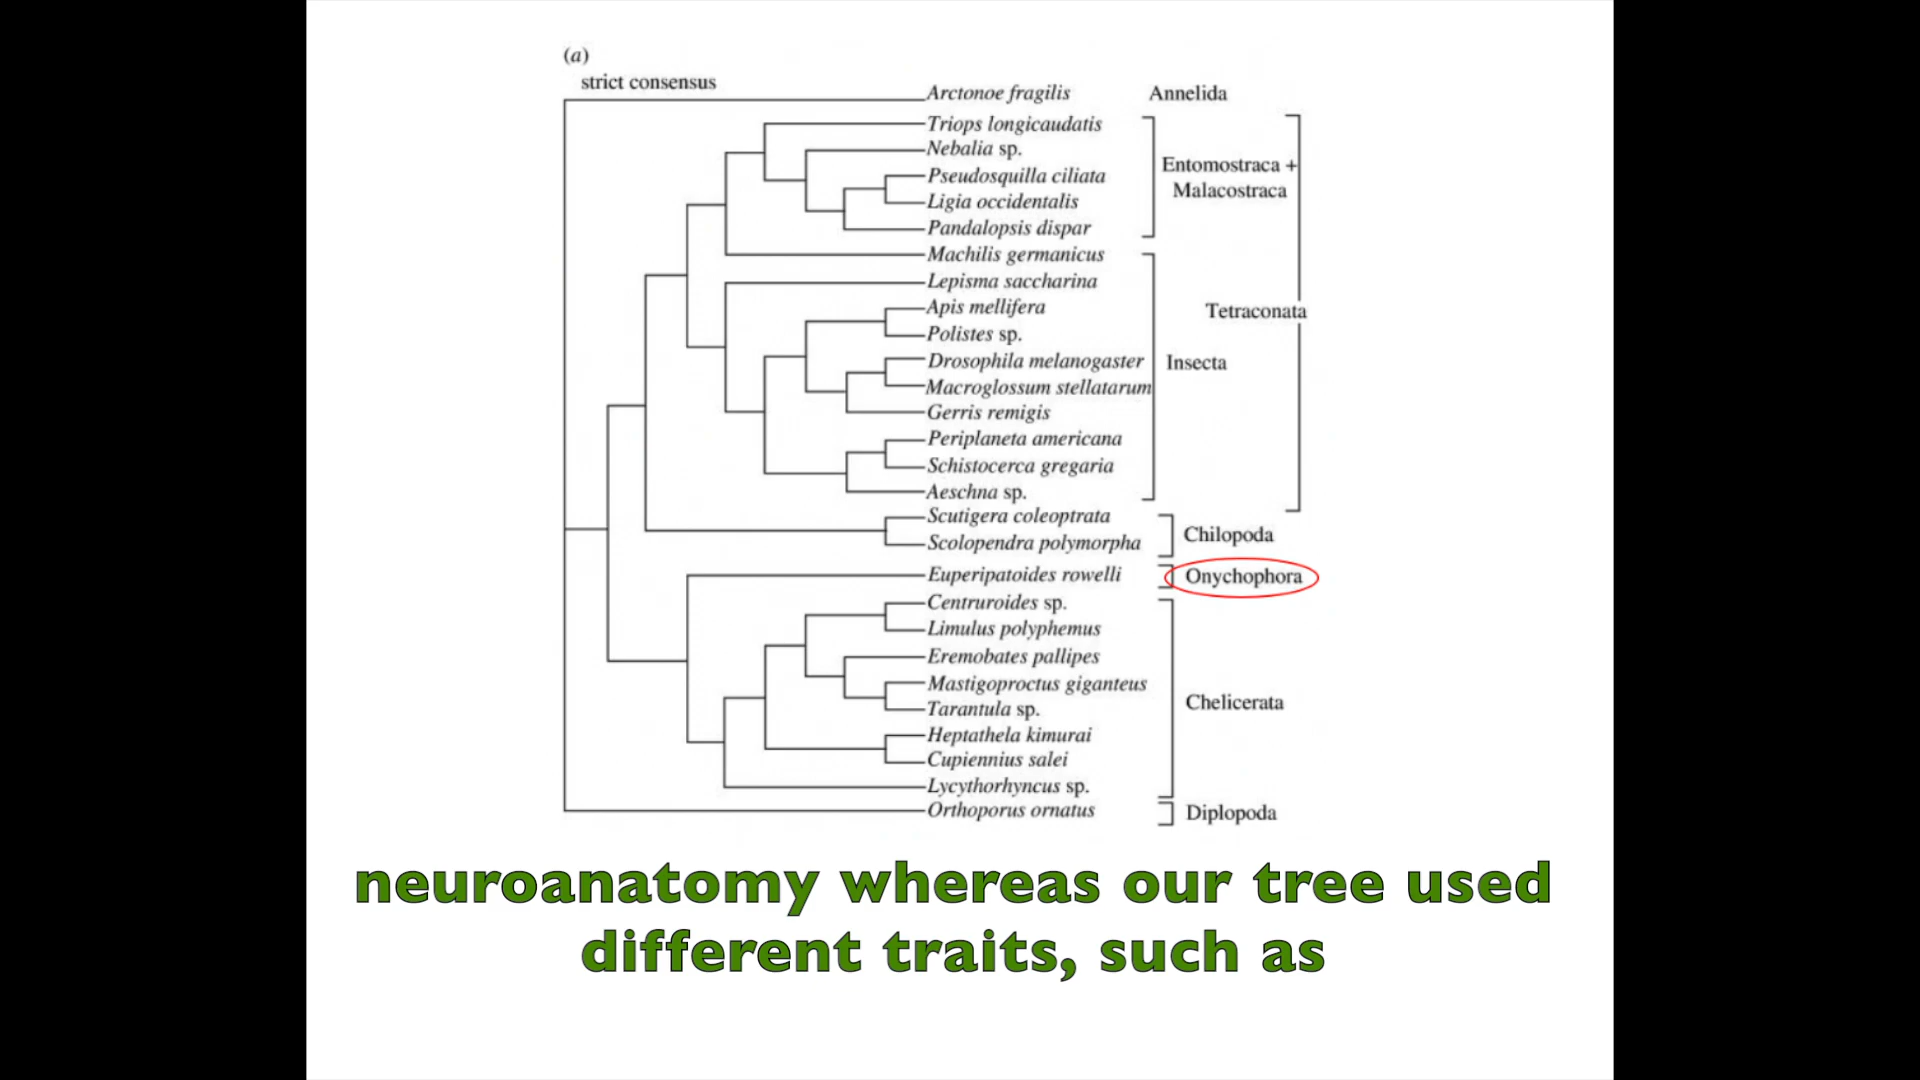 (a)
strict consensus
Arctonoe fragilis Annelida
Triops longicaudatis
Nebalia sp.
Entomostraca +
Pseudosquilla ciliata
Malacostraca
Ligia occidentalis
Pandalopsis dispar
Machilis germanicus
Lepisma saccharina
Apis mellifera
Tetraconata
Polistes sp.
Drosophila melanogaster Insecta
Macroglossum stellatarum
Gerris remigis
Periplaneta americana
Schistocerca gregaria
Aeschna sp.
Scutigera coleoptrata
Chilopoda
Scolopendra polymorpha
Euperipatoides rowelli Onychophora
Centruroides sp.
Limulus polyphemus
Eremobates pallipes
Mastigoproctus giganteus
Chelicerata
Tarantula sp.
Heptathela kimurai
Cupiennius salei
Lycythorhyncus sp.
Orthoporus ornatus Diplopoda
neuroanatomy whereas our tree used
different traits, such as